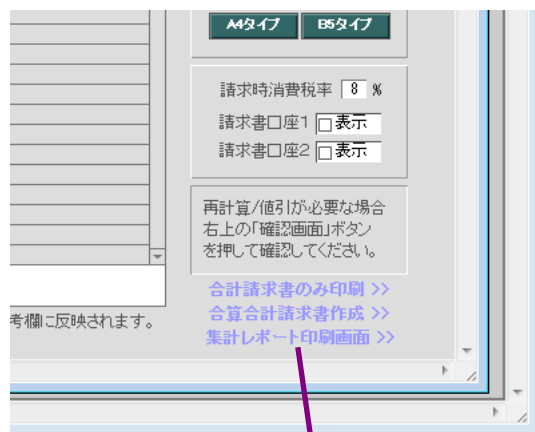 A4タイプ B5タイプ
請求時消費税率 8 %
請求書口座1 表示
請求書口座2 表示
再計算/値引が必要な場合
右上の「確認画面」ボタン
を押して確認してください。
合計請求書のみ印刷 >>
合算合計請求書作成 >>
考欄に反映されます。
集計レポート印刷画面 >>